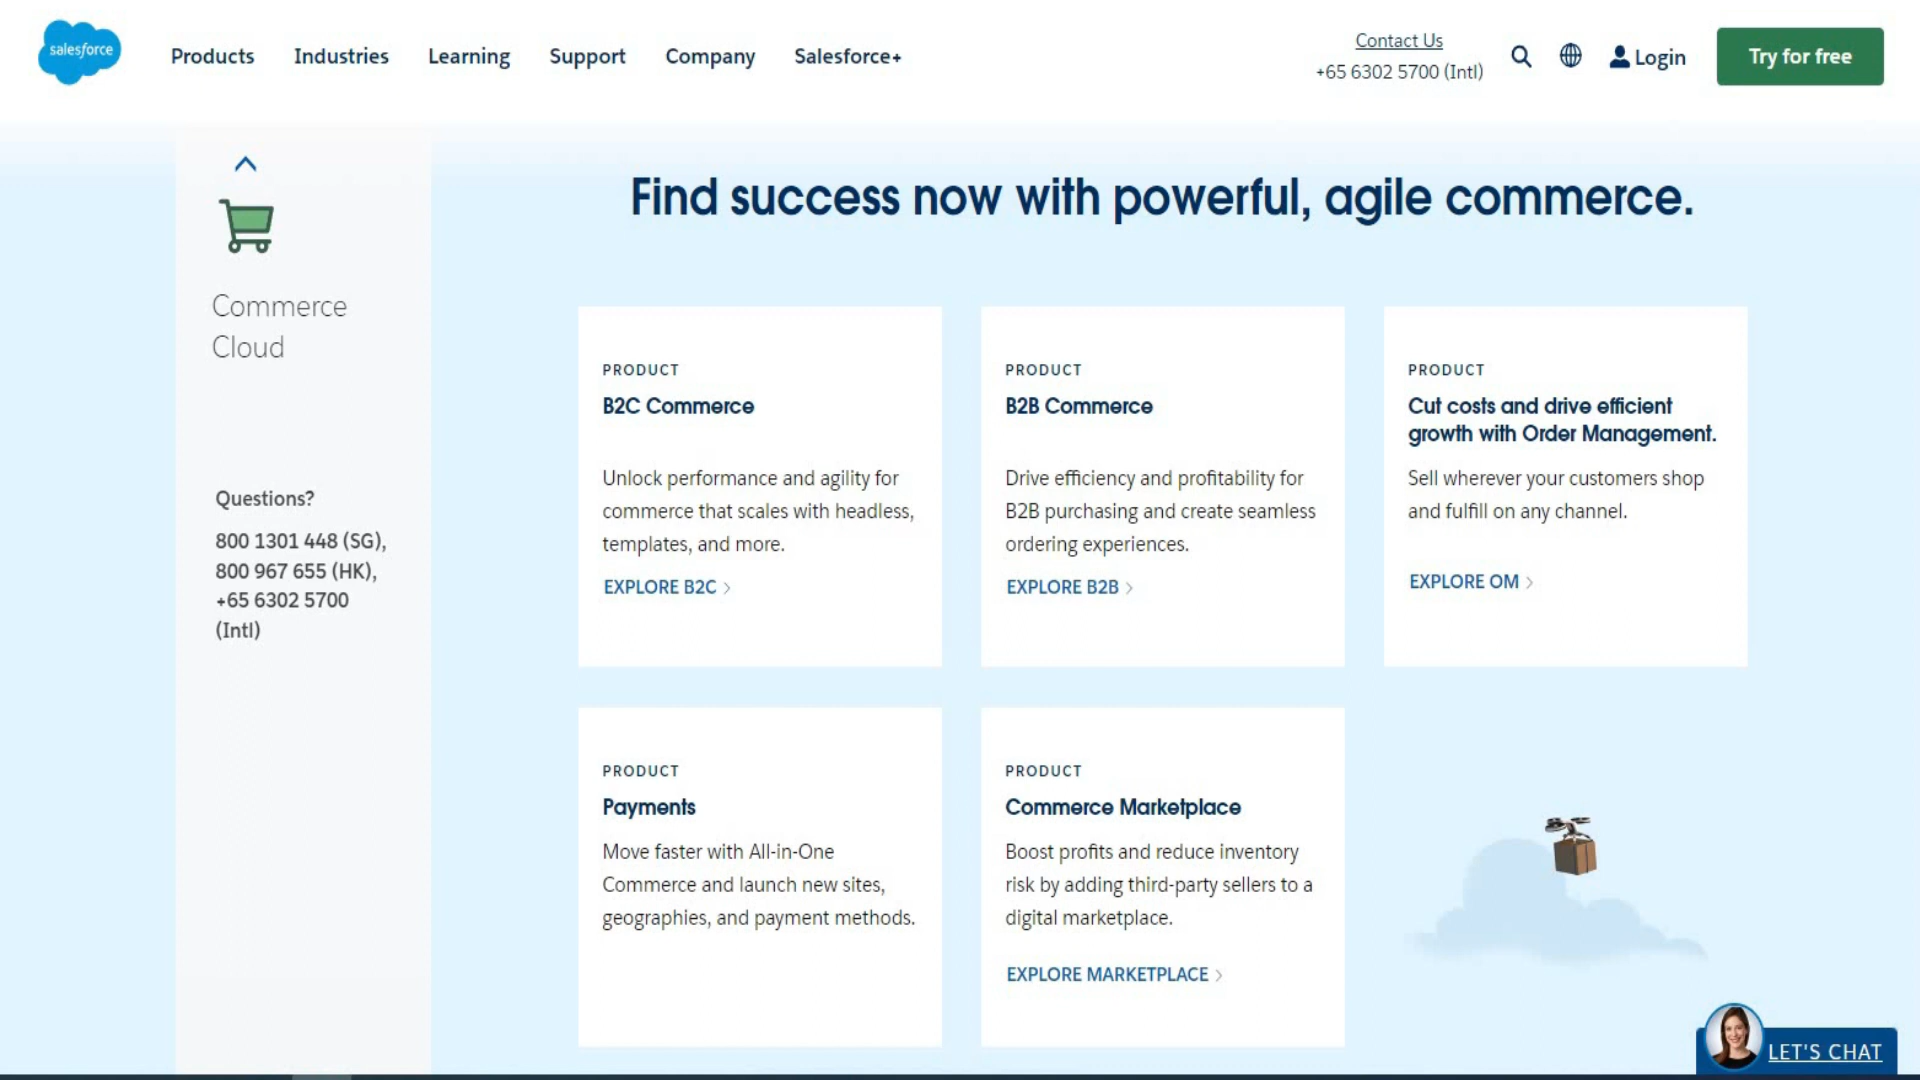 salesforce
Products
Industries
Learning
Support
Company
Salesforce+
Contact Us
+65 6302 5700 (Intl)
Login
Try for free
Commerce
Cloud
Questions?
800 1301 448 (SG),
800 967 655 (HK),
+65 6302 5700
(Intl)
Find success now with powerful, agile commerce.
PRODUCT
B2C Commerce
Unlock performance and agility for
commerce that scales with headless,
templates, and more.
EXPLORE B2C
PRODUCT
B2B Commerce
Drive efficiency and profitability for
B2B purchasing and create seamless
ordering experiences.
EXPLORE B2B
PRODUCT
Cut costs and drive efficient
growth with Order Management.
Sell wherever your customers shop
and fulfill on any channel.
EXPLORE OM
PRODUCT
Payments
Move faster with All-in-One
Commerce and launch new sites,
geographies, and payment methods.
PRODUCT
Commerce Marketplace
Boost profits and reduce inventory
risk by adding third-party sellers to a
digital marketplace.
EXPLORE MARKETPLACE
LET'S CHAT